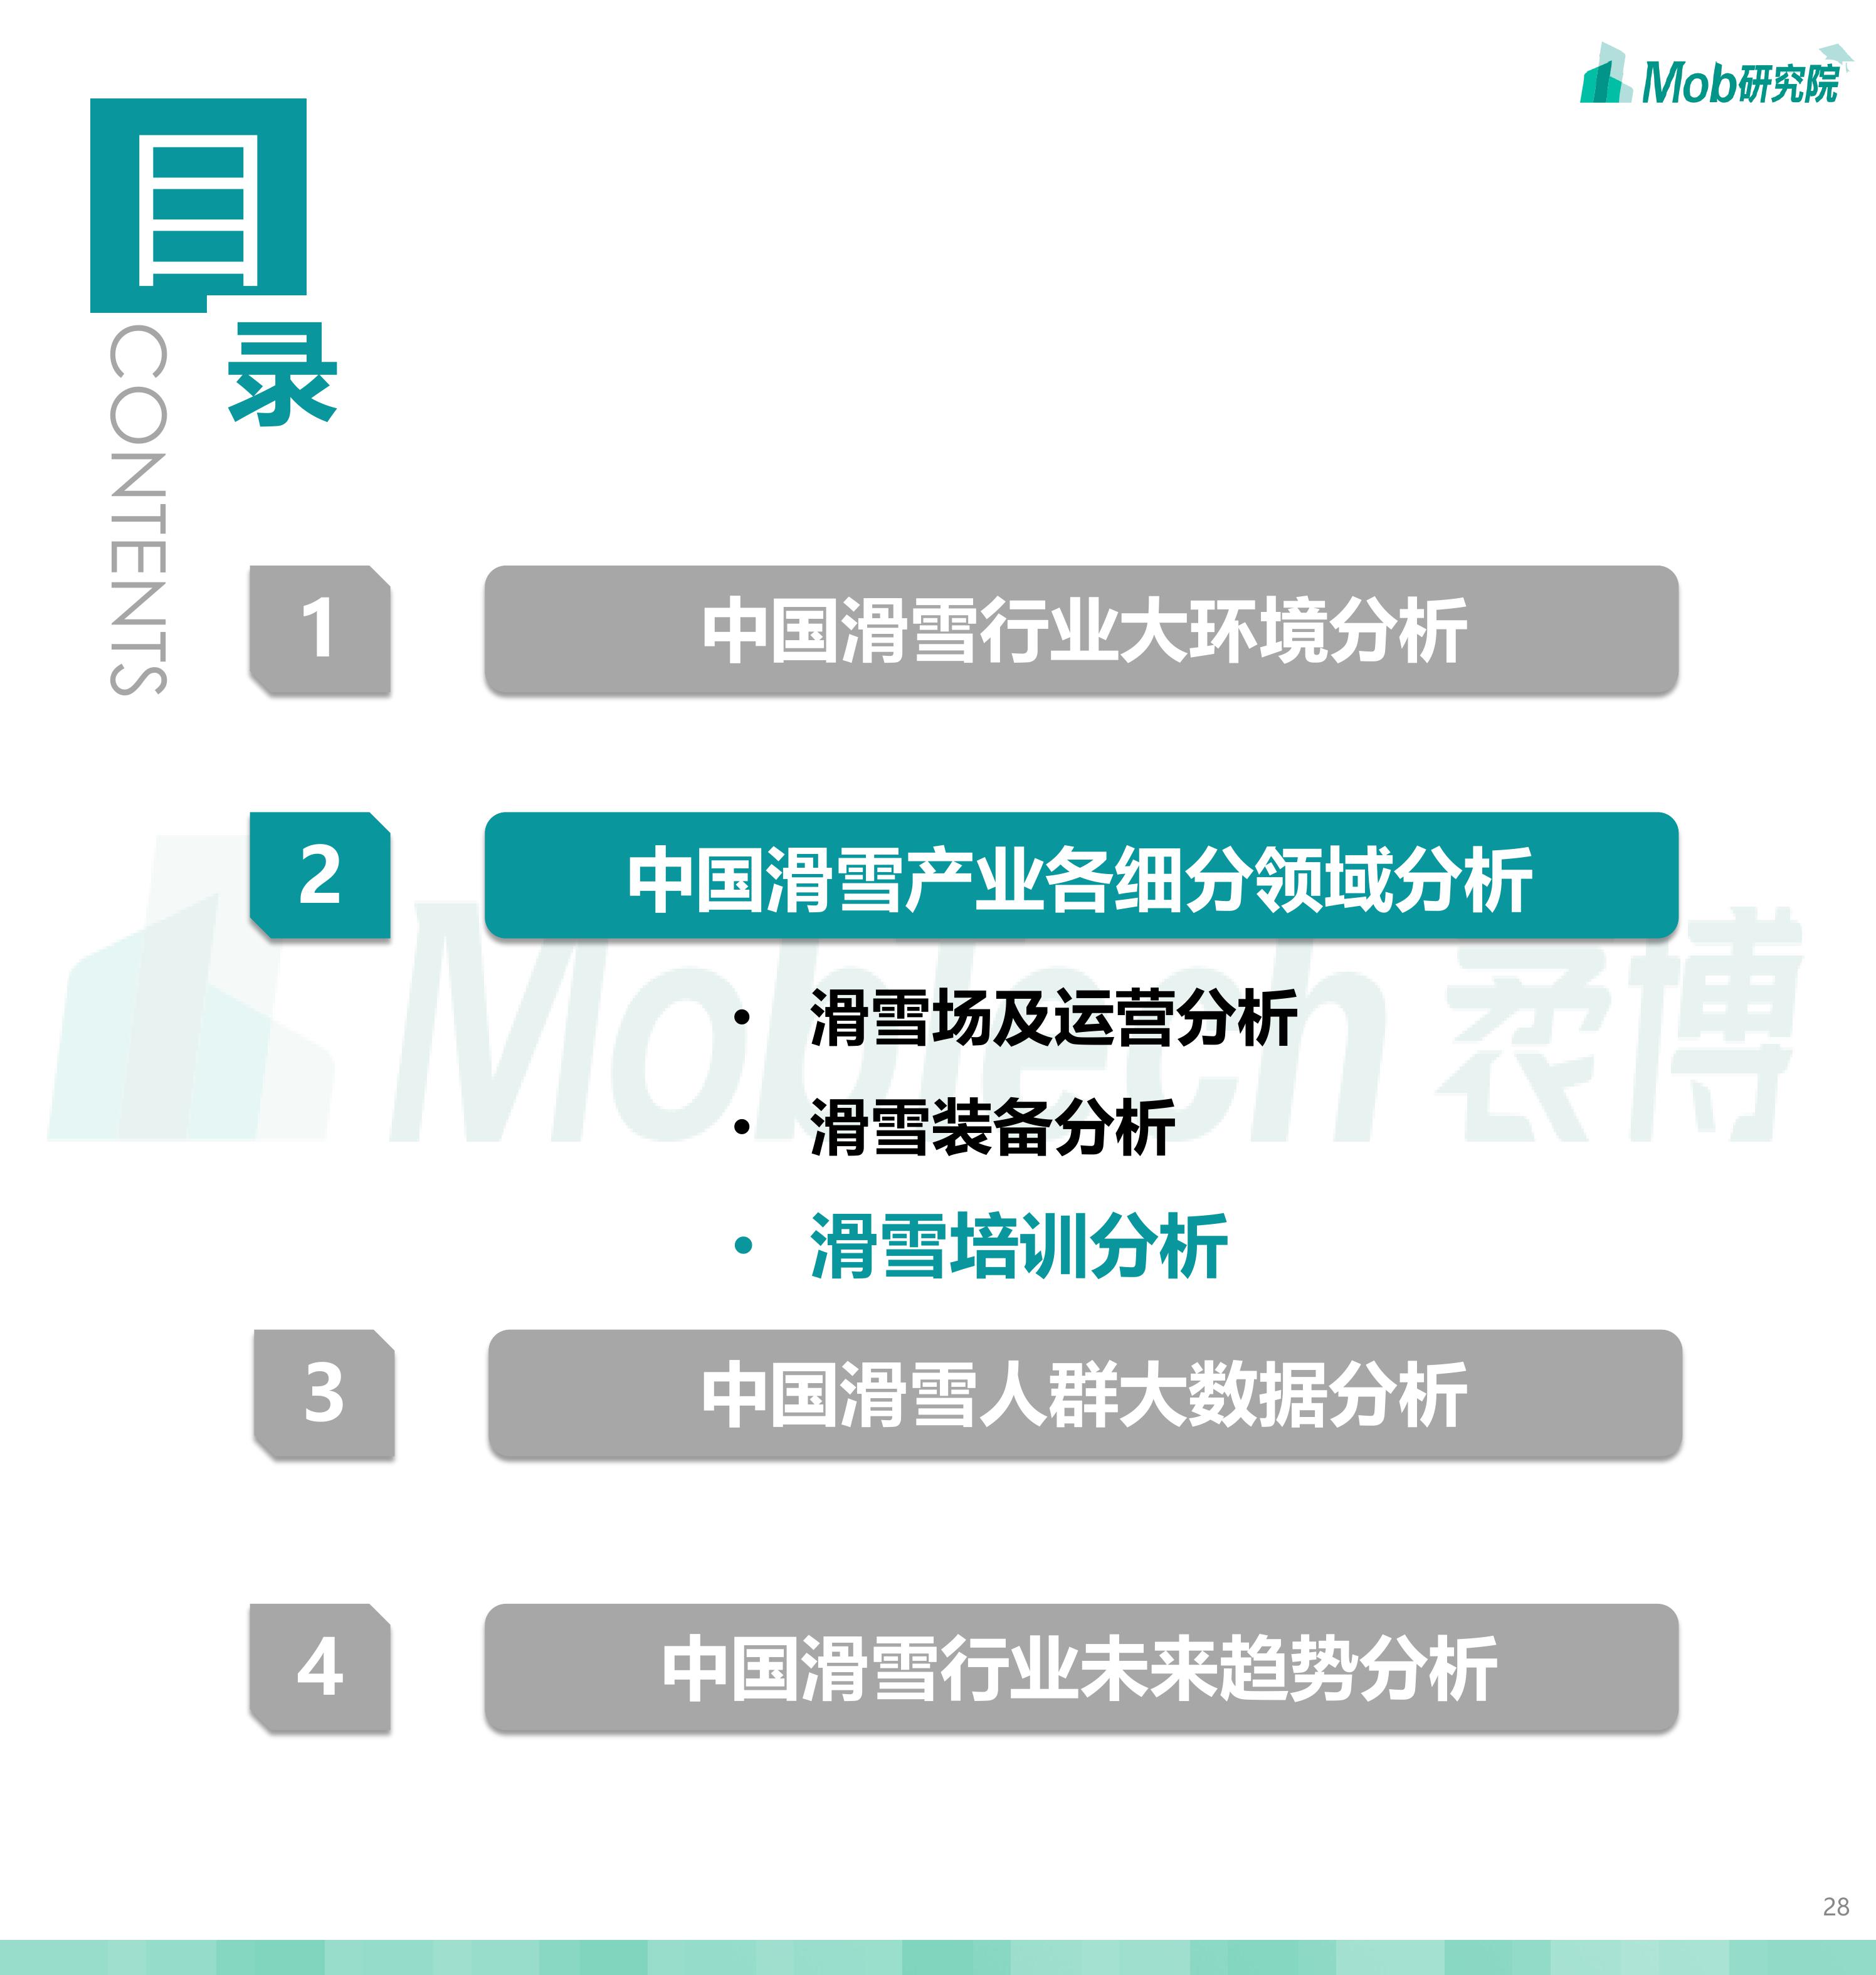 Mob研究院
目
录
CONTENTS
1
中国滑雪行业大环境分析
2
中国滑雪产业各细分领域分析
• 滑雪场及运营分析
• 滑雪装备分析
• 滑雪培训分析
3
中国滑雪人群大数据分析
4
中国滑雪行业未来趋势分析
MobTech 袤博
28